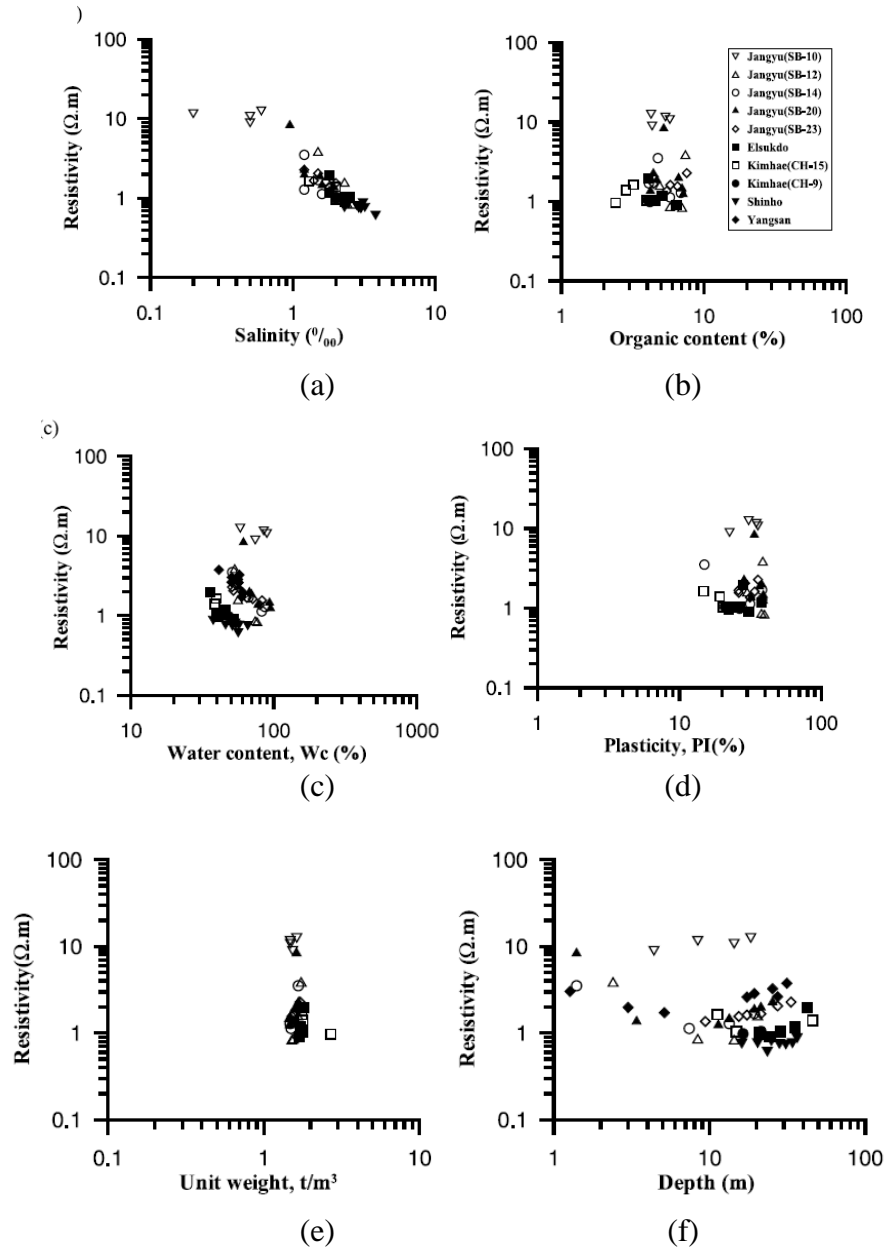 )
100
10
1
0.1
Resistivity (Ω.m)
0.1
1
10
Salinity (⁰/₀₀)
(a)
100
10
1
0.1
Resistivity (Ω.m)
1
10
100
Organic content (%)
(b)
Jangyu(SB-10)
Jangyu(SB-12)
Jangyu(SB-14)
Jangyu(SB-20)
Jangyu(SB-23)
Elsukdo
Kimhae(CH-15)
Kimhae(CH-9)
Shinho
Yangsan
(c)
100
10
1
0.1
Resistivity (Ω.m)
10
100
1000
Water content, Wc (%)
(c)
100
10
1
0.1
Resistivity (Ω.m)
1
10
100
Plasticity, PI(%)
(d)
100
10
1
0.1
Resistivity(Ω.m)
0.1
1
10
Unit weight, t/m³
(e)
100
10
1
0.1
Resistivity (Ω.m)
1
10
100
Depth (m)
(f)